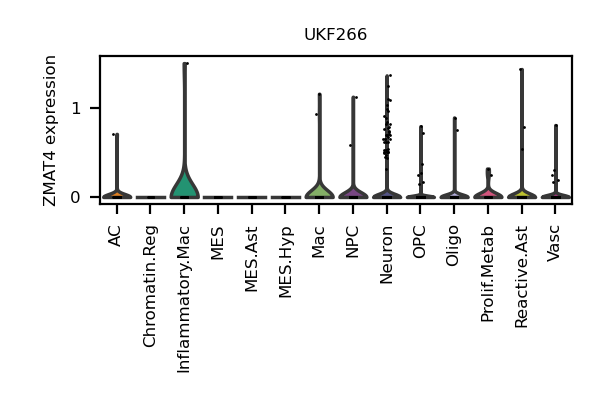 UKF266
ZMAT4 expression
1
0
AC
Chromatin.Reg
Inflammatory.Mac
MES
MES.Ast
MES.Hyp
Mac
NPC
Neuron
OPC
Oligo
Prolif.Metab
Reactive.Ast
Vasc